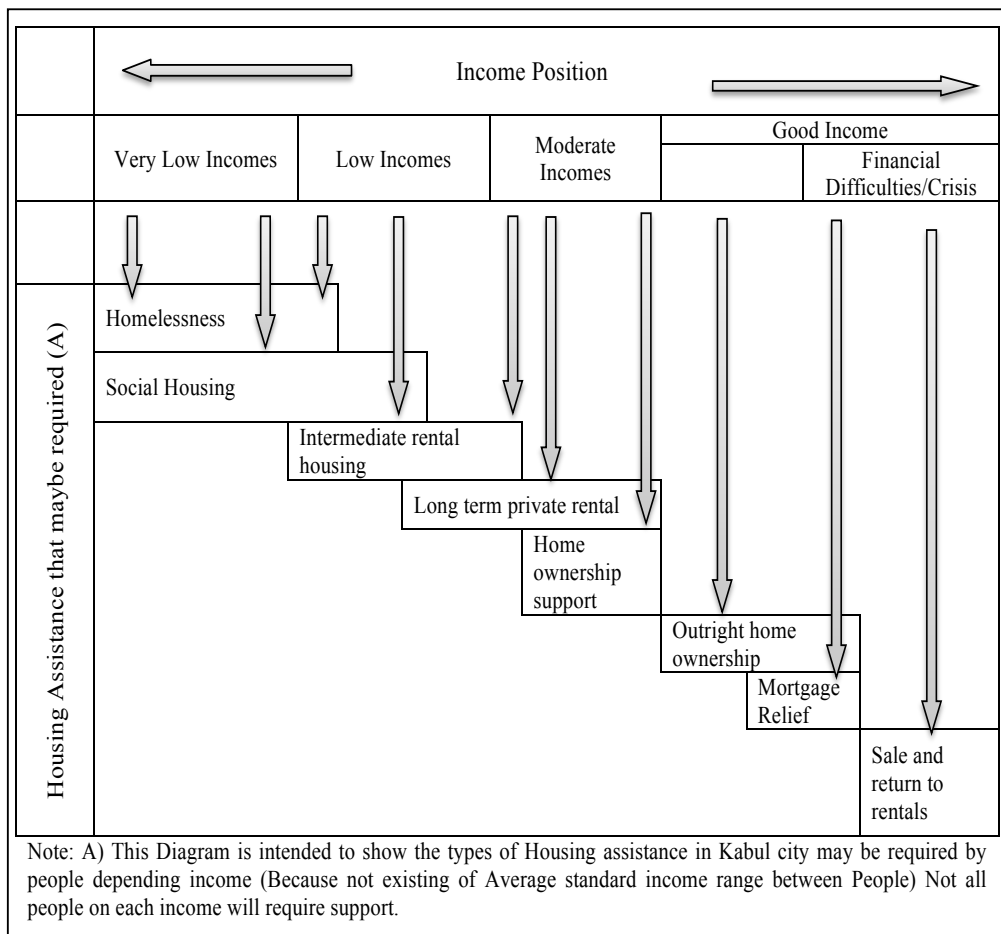 Income Position
Very Low Incomes
Low Incomes
Moderate
Incomes
Good Income
Financial
Difficulties/Crisis
Housing Assistance that maybe required (A)
Homelessness
Social Housing
Intermediate rental
housing
Long term private rental
Home
ownership
support
Outright home
ownership
Mortgage
Relief
Sale and
return to
rentals
Note: A) This Diagram is intended to show the types of Housing assistance in Kabul city may be required by
people depending income (Because not existing of Average standard income range between People) Not all
people on each income will require support.